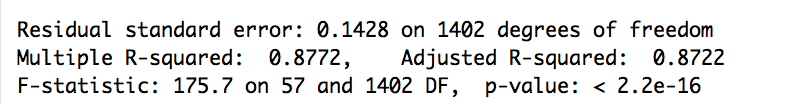 Residual standard error: 0.1428 on 1402 degrees of freedom
Multiple R-squared:  0.8772,    Adjusted R-squared:  0.8722
F-statistic: 175.7 on 57 and 1402 DF,  p-value: < 2.2e-16